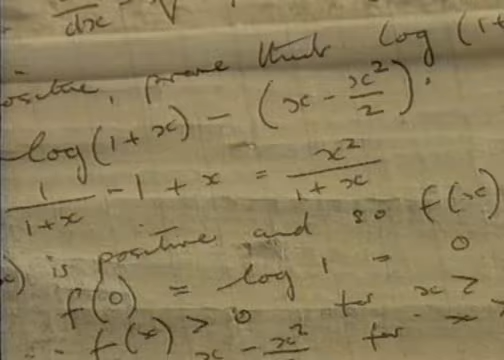 d/dx √
ositive, prove that log (1+
log(1 + x) - (x - x²/2).
1/(1+x) - 1 + x = x²/(1+x)
) is positive and so f(x)
f(0) = log 1 = 0
∴ f(x) > 0 for x >
x - x²/2 for x >